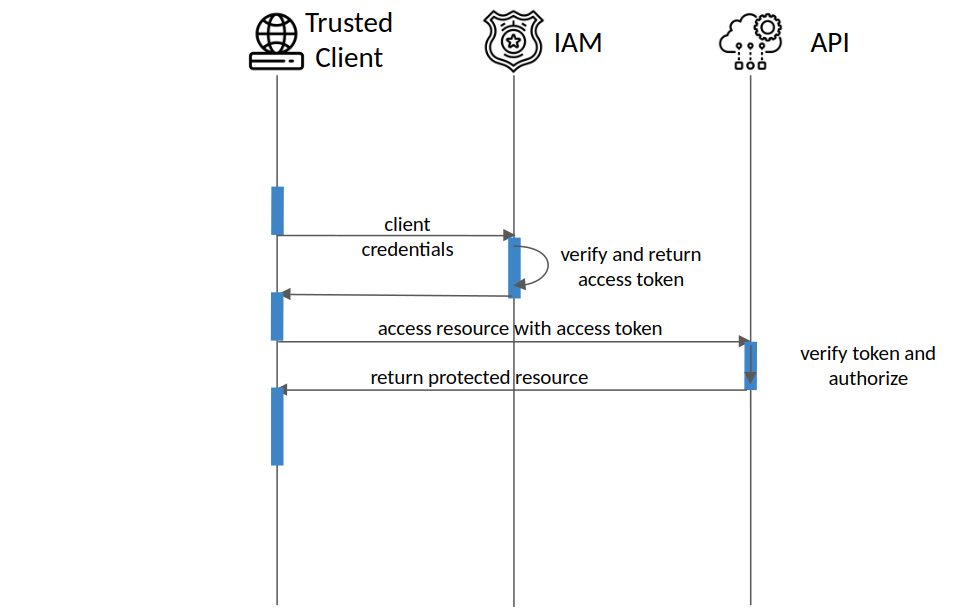 Trusted
Client
IAM
API
client
credentials
verify and return
access token
access resource with access token
verify token and
authorize
return protected resource